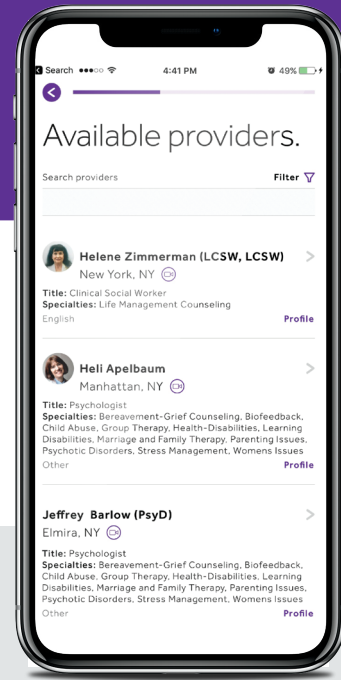 Search
4:41 PM
49%
Available providers.
Search providers
Filter
Helene Zimmerman (LCSW, LCSW)
New York, NY
Title: Clinical Social Worker
Specialties: Life Management Counseling
English
Profile
Heli Apelbaum
Manhattan, NY
Title: Psychologist
Specialties: Bereavement-Grief Counseling, Biofeedback,
Child Abuse, Group Therapy, Health-Disabilities, Learning
Disabilities, Marriage and Family Therapy, Parenting Issues,
Psychotic Disorders, Stress Management, Womens Issues
Other
Profile
Jeffrey Barlow (PsyD)
Elmira, NY
Title: Psychologist
Specialties: Bereavement-Grief Counseling, Biofeedback,
Child Abuse, Group Therapy, Health-Disabilities, Learning
Disabilities, Marriage and Family Therapy, Parenting Issues,
Psychotic Disorders, Stress Management, Womens Issues
Other
Profile